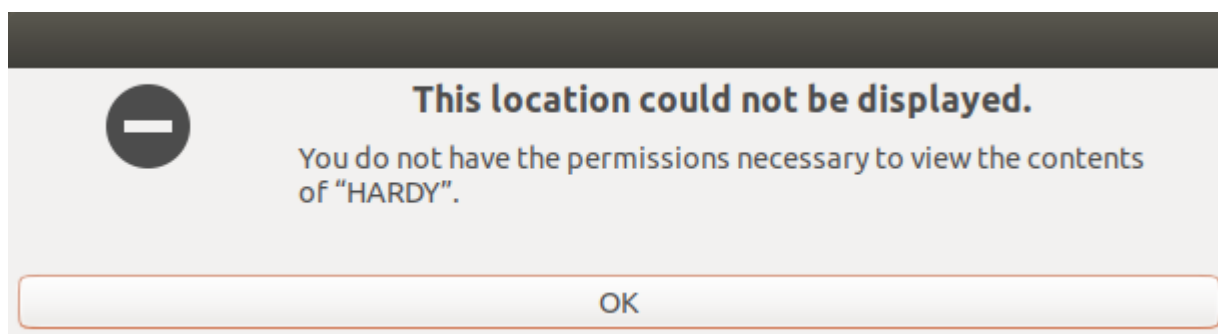 This location could not be displayed.
You do not have the permissions necessary to view the contents
of “HARDY”.
OK